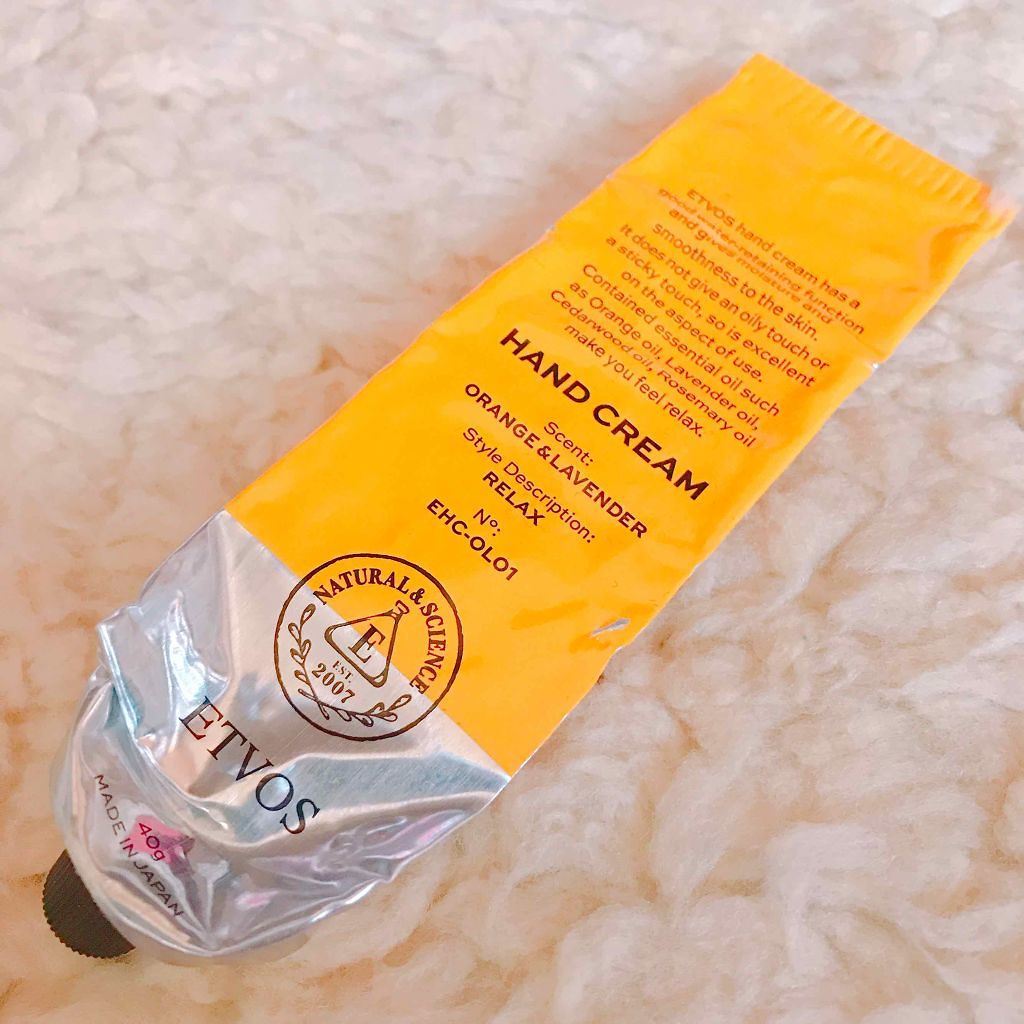 ETVOS hand cream has a
good water-retaining function
and gives moisture and
smoothness to the skin.
It does not give an oily touch or
a sticky touch, so is excellent
on the aspect of use.
Contained essential oil such
as Orange oil, Lavender oil,
Cedarwood oil, Rosemary oil
make you feel relax.
HAND CREAM
Scent:
ORANGE & LAVENDER
Style Description:
RELAX
Nº:
EHC-OL01
NATURAL & SCIENCE
E
EST.
2007
ETVOS
40g
MADE IN JAPAN